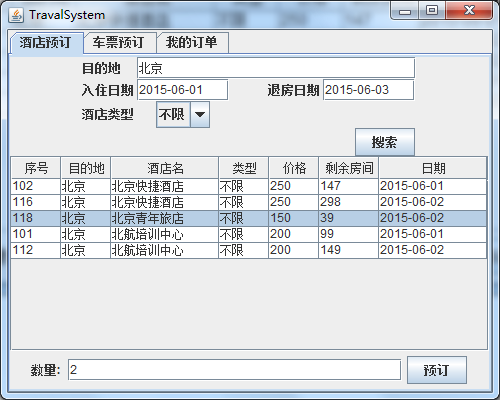 TravalSystem
酒店预订 车票预订 我的订单
目的地 北京
入住日期 2015-06-01 退房日期 2015-06-03
酒店类型 不限
搜索
序号 目的地 酒店名 类型 价格 剩余房间 日期
102 北京 北京快捷酒店 不限 250 147 2015-06-01
116 北京 北京快捷酒店 不限 250 298 2015-06-02
118 北京 北京青年旅店 不限 150 39 2015-06-02
101 北京 北航培训中心 不限 200 99 2015-06-01
112 北京 北航培训中心 不限 200 149 2015-06-02
数量: 2 预订